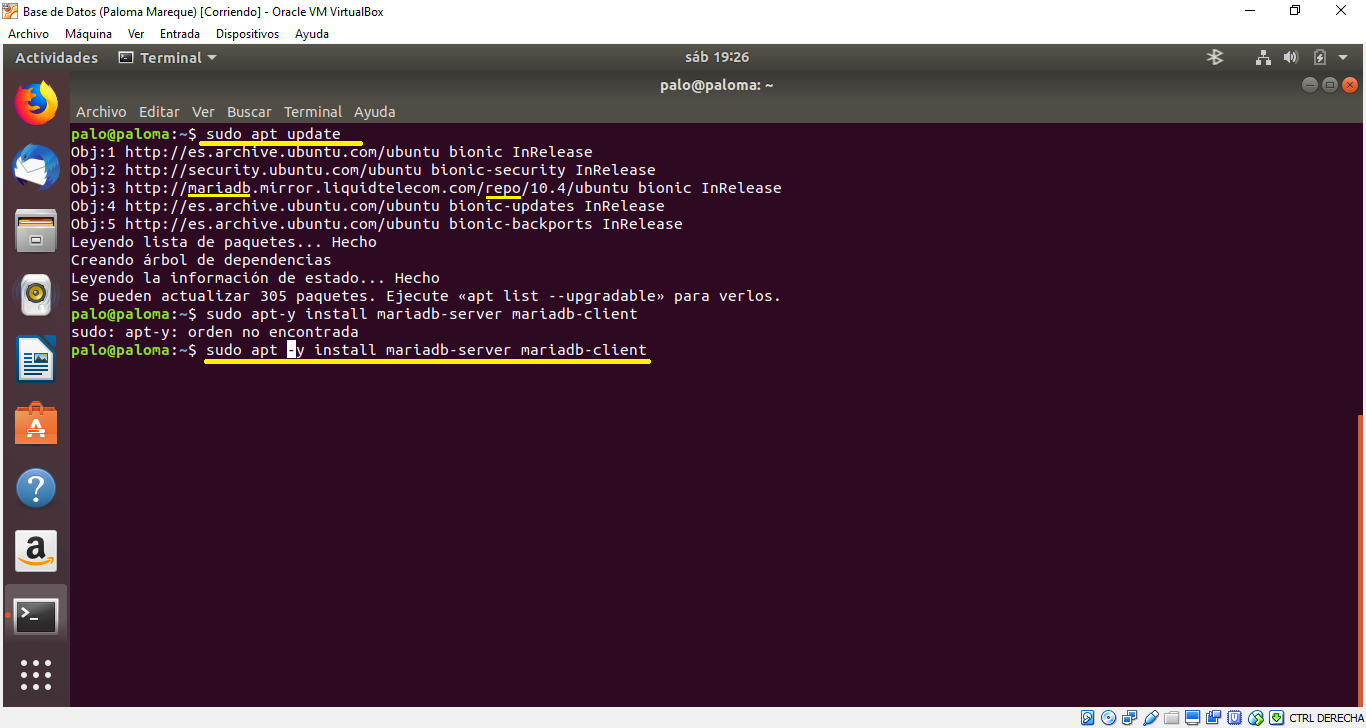 Base de Datos (Paloma Mareque) [Corriendo] - Oracle VM VirtualBox
Archivo Máquina Ver Entrada Dispositivos Ayuda
Actividades Terminal sáb 19:26
palo@paloma: ~
Archivo Editar Ver Buscar Terminal Ayuda
palo@paloma:~$ sudo apt update
Obj:1 http://es.archive.ubuntu.com/ubuntu bionic InRelease
Obj:2 http://security.ubuntu.com/ubuntu bionic-security InRelease
Obj:3 http://mariadb.mirror.liquidtelecom.com/repo/10.4/ubuntu bionic InRelease
Obj:4 http://es.archive.ubuntu.com/ubuntu bionic-updates InRelease
Obj:5 http://es.archive.ubuntu.com/ubuntu bionic-backports InRelease
Leyendo lista de paquetes... Hecho
Creando árbol de dependencias
Leyendo la información de estado... Hecho
Se pueden actualizar 305 paquetes. Ejecute «apt list --upgradable» para verlos.
palo@paloma:~$ sudo apt-y install mariadb-server mariadb-client
sudo: apt-y: orden no encontrada
palo@paloma:~$ sudo apt -y install mariadb-server mariadb-client
CTRL DERECHA